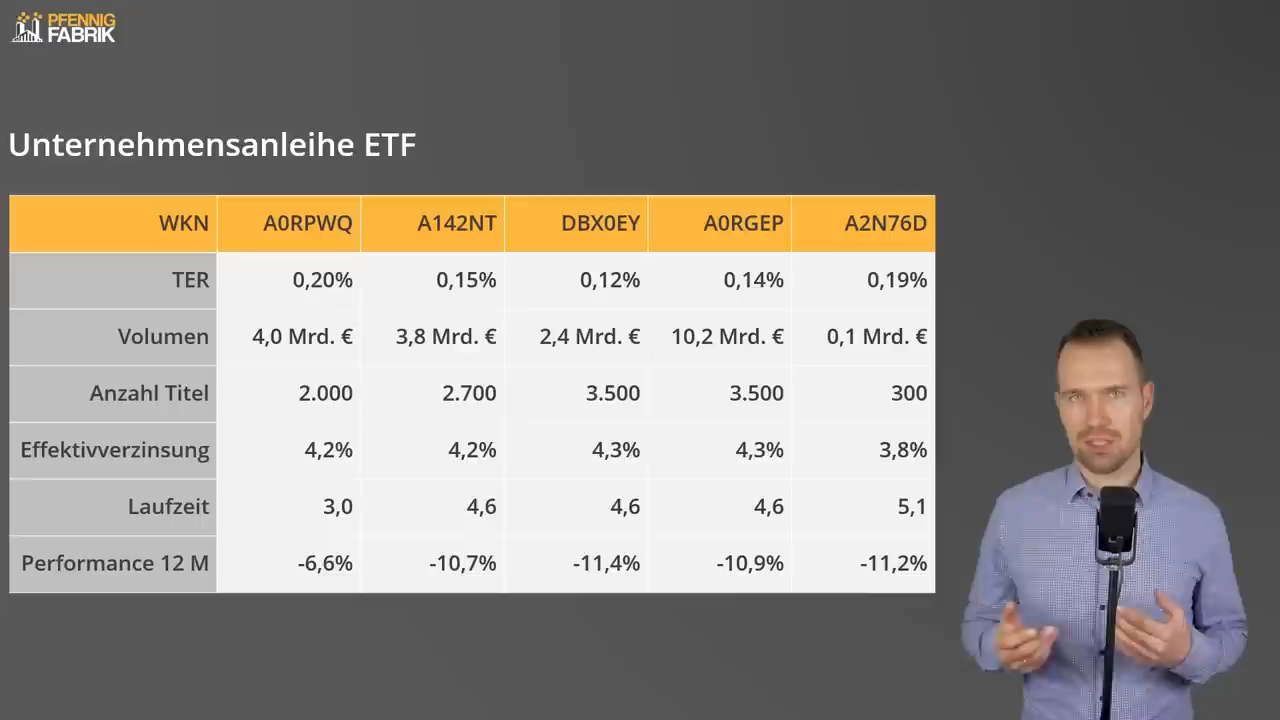 PFENNIG
FABRIK
Unternehmensanleihe ETF
WKN A0RPWQ A142NT DBX0EY A0RGEP A2N76D
TER 0,20% 0,15% 0,12% 0,14% 0,19%
Volumen 4,0 Mrd. € 3,8 Mrd. € 2,4 Mrd. € 10,2 Mrd. € 0,1 Mrd. €
Anzahl Titel 2.000 2.700 3.500 3.500 300
Effektivverzinsung 4,2% 4,2% 4,3% 4,3% 3,8%
Laufzeit 3,0 4,6 4,6 4,6 5,1
Performance 12 M -6,6% -10,7% -11,4% -10,9% -11,2%